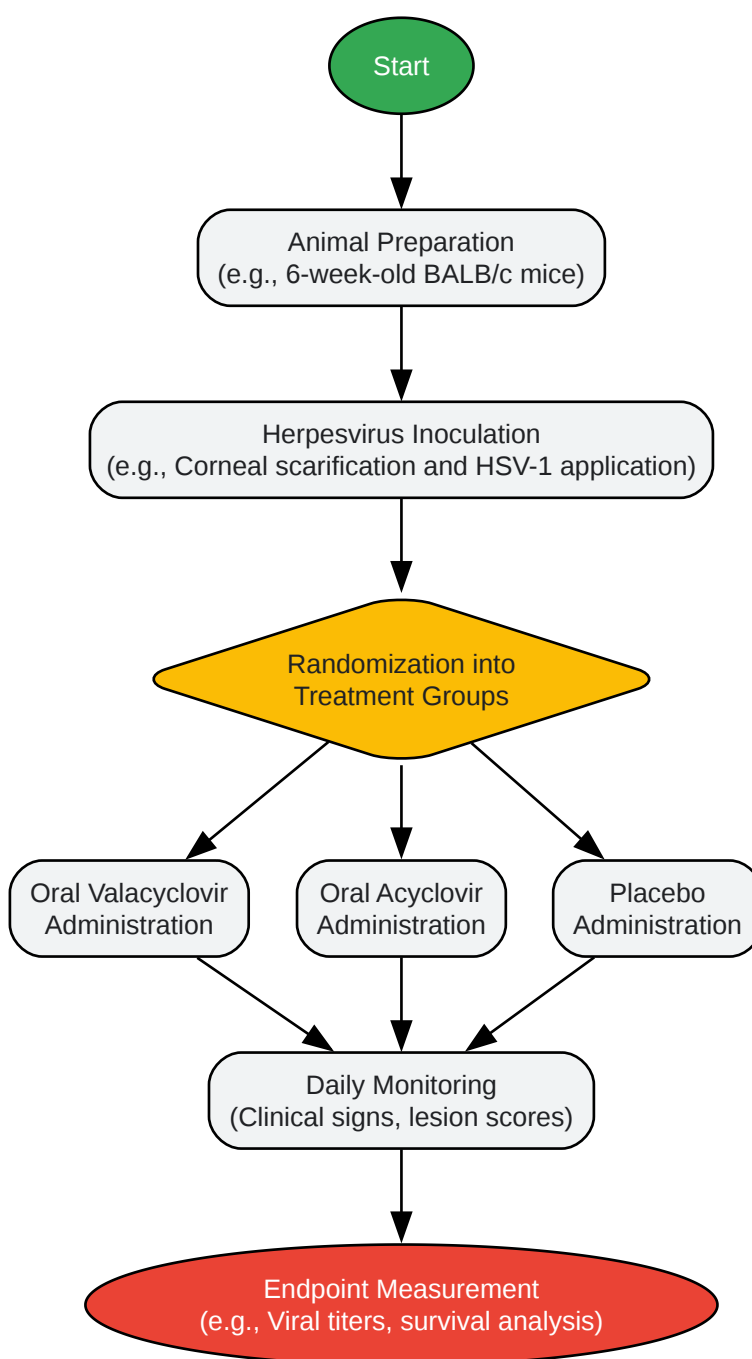 Start
Animal Preparation
(e.g., 6-week-old BALB/c mice)
Herpesvirus Inoculation
(e.g., Corneal scarification and HSV-1 application)
Randomization into
Treatment Groups
Oral Valacyclovir
Administration
Oral Acyclovir
Administration
Placebo
Administration
Daily Monitoring
(Clinical signs, lesion scores)
Endpoint Measurement
(e.g., Viral titers, survival analysis)